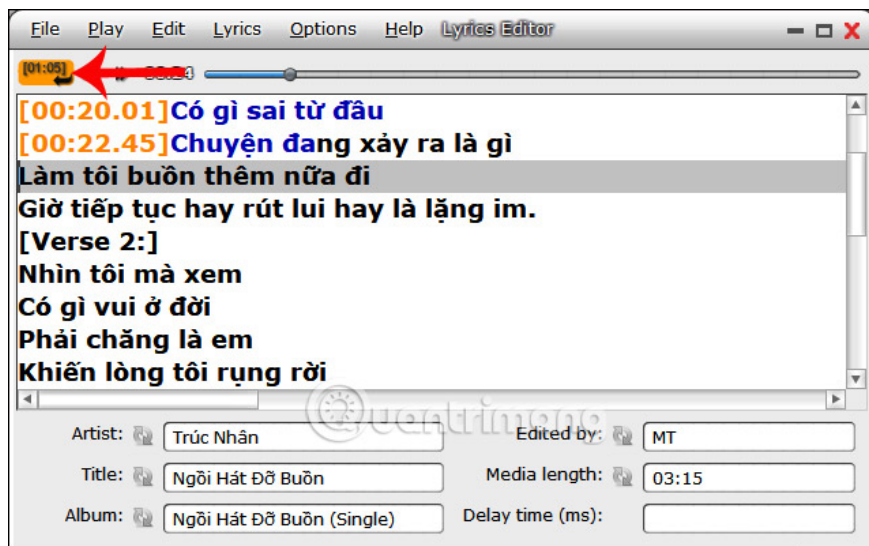 File Play Edit Lyrics Options Help Lyrics Editor
[01:05]
[00:20.01]Có gì sai từ đâu
[00:22.45]Chuyện đang xảy ra là gì
Làm tôi buồn thêm nữa đi
Giờ tiếp tục hay rút lui hay là lặng im.
[Verse 2:]
Nhìn tôi mà xem
Có gì vui ở đời
Phải chăng là em
Khiến lòng tôi rụng rời
Quantrimang
Artist: Trúc Nhân Edited by: MT
Title: Ngồi Hát Đỡ Buồn Media length: 03:15
Album: Ngồi Hát Đỡ Buồn (Single) Delay time (ms):